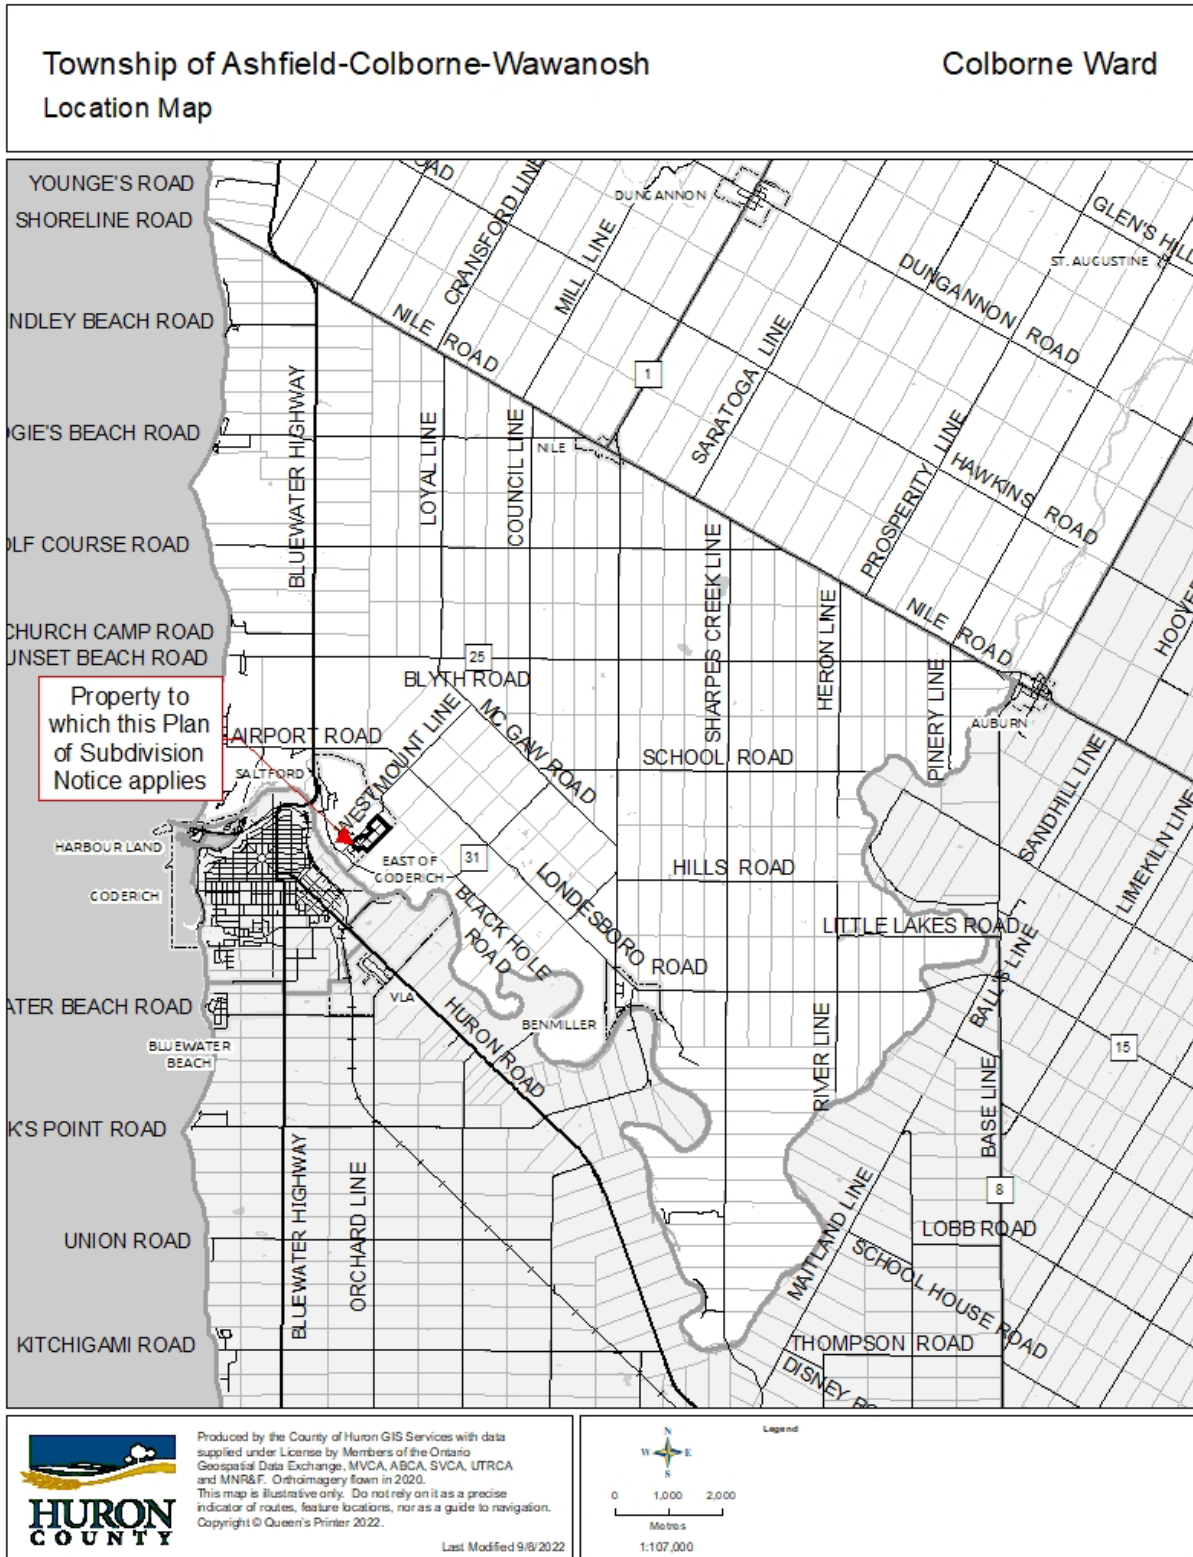 Township of Ashfield-Colborne-Wawanosh
Colborne Ward
Location Map
YOUNGE'S ROAD
SHORELINE ROAD
NDLEY BEACH ROAD
OGIE'S BEACH ROAD
OLF COURSE ROAD
CHURCH CAMP ROAD
UNSET BEACH ROAD
Property to
which this Plan
of Subdivision
Notice applies
OAD
CRANSFORD LINE
MILL LINE
DUNGANNON
GLEN'S HILL
ST. AUGUSTINE
DUNGANNON ROAD
NILE ROAD
1
SARATOGA LINE
BLUEWATER HIGHWAY
LOYAL LINE
COUNCIL LINE
NILE
PROSPERITY LINE
HAWKINS ROAD
SHARPES CREEK LINE
HERON LINE
NILE ROAD
HOOVE
PINERY LINE
25
BLYTH ROAD
AUBURN
WESTMOUNT LINE
MC GAW ROAD
AIRPORT ROAD
SCHOOL ROAD
SALTFORD
SANDHILL LINE
LIMEKILN LINE
HARBOUR LAND
EAST OF
GODERICH
31
HILLS ROAD
GODERICH
BLACK HOLE
ROAD
LONDESBORO
ROAD
LITTLE LAKES ROAD
BALL'S LINE
ATER BEACH ROAD
VLA
HURON ROAD
BENMILLER
BLUEWATER
BEACH
RIVER LINE
BASE LINE
15
K'S POINT ROAD
BLUEWATER HIGHWAY
ORCHARD LINE
MAITLAND LINE
8
LOBB ROAD
UNION ROAD
SCHOOL HOUSE ROAD
KITCHIGAMI ROAD
THOMPSON ROAD
DISNEY RO
HURON
COUNTY
Produced by the County of Huron GIS Services with data
supplied under License by Members of the Ontario
Geospatial Data Exchange, MVCA, ABCA, SVCA, UTRCA
and MNR&F. Orthoimagery flown in 2020.
This map is illustrative only. Do not rely on it as a precise
indicator of routes, feature locations, nor as a guide to navigation.
Copyright © Queen's Printer 2022.
Last Modified 9/8/2022
Legend
N
W E
S
0 1,000 2,000
Metres
1:107,000